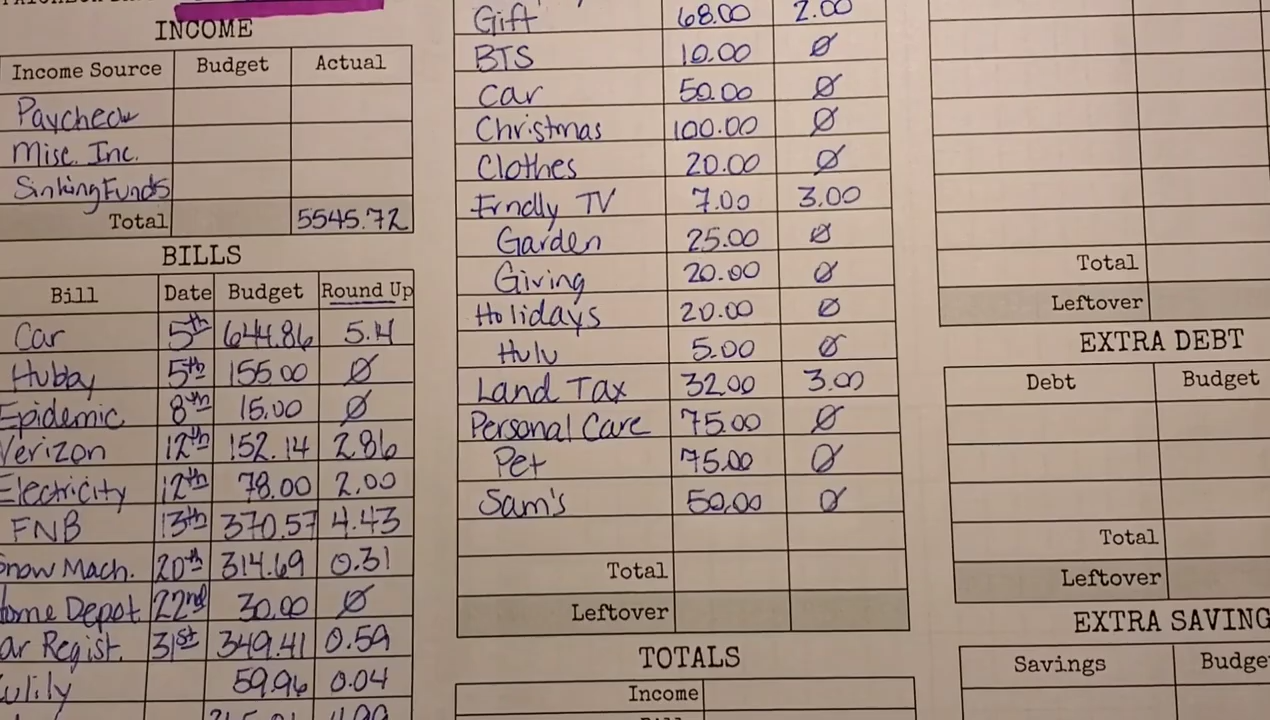 INCOME
Income Source Budget Actual
Paycheck
Misc. Inc.
Sinking Funds
Total 5545.72
BILLS
Bill Date Budget Round Up
Car 5th 644.86 5.14
Hubby 5th 155.00 Ø
Epidemic 8th 15.00 Ø
Verizon 12th 152.14 2.86
Electricity 12th 78.00 2.00
FNB 13th 370.57 4.43
Snow Mach. 20th 314.69 0.31
Home Depot 22nd 30.00 Ø
ar Regist. 31st 349.41 0.59
ulily 59.96 0.04
Gift 68.00 2.00
BTS 10.00 Ø
Car 50.00 Ø
Christmas 100.00 Ø
Clothes 20.00 Ø
Frndly TV 7.00 3.00
Garden 25.00 Ø
Giving 20.00 Ø
Holidays 20.00 Ø
Hulu 5.00 Ø
Land Tax 32.00 3.00
Personal Care 75.00 Ø
Pet 75.00 Ø
Sam's 50.00 Ø
Total
Leftover
TOTALS
Income
Total
Leftover
EXTRA DEBT
Debt Budget
Total
Leftover
EXTRA SAVING
Savings Budge